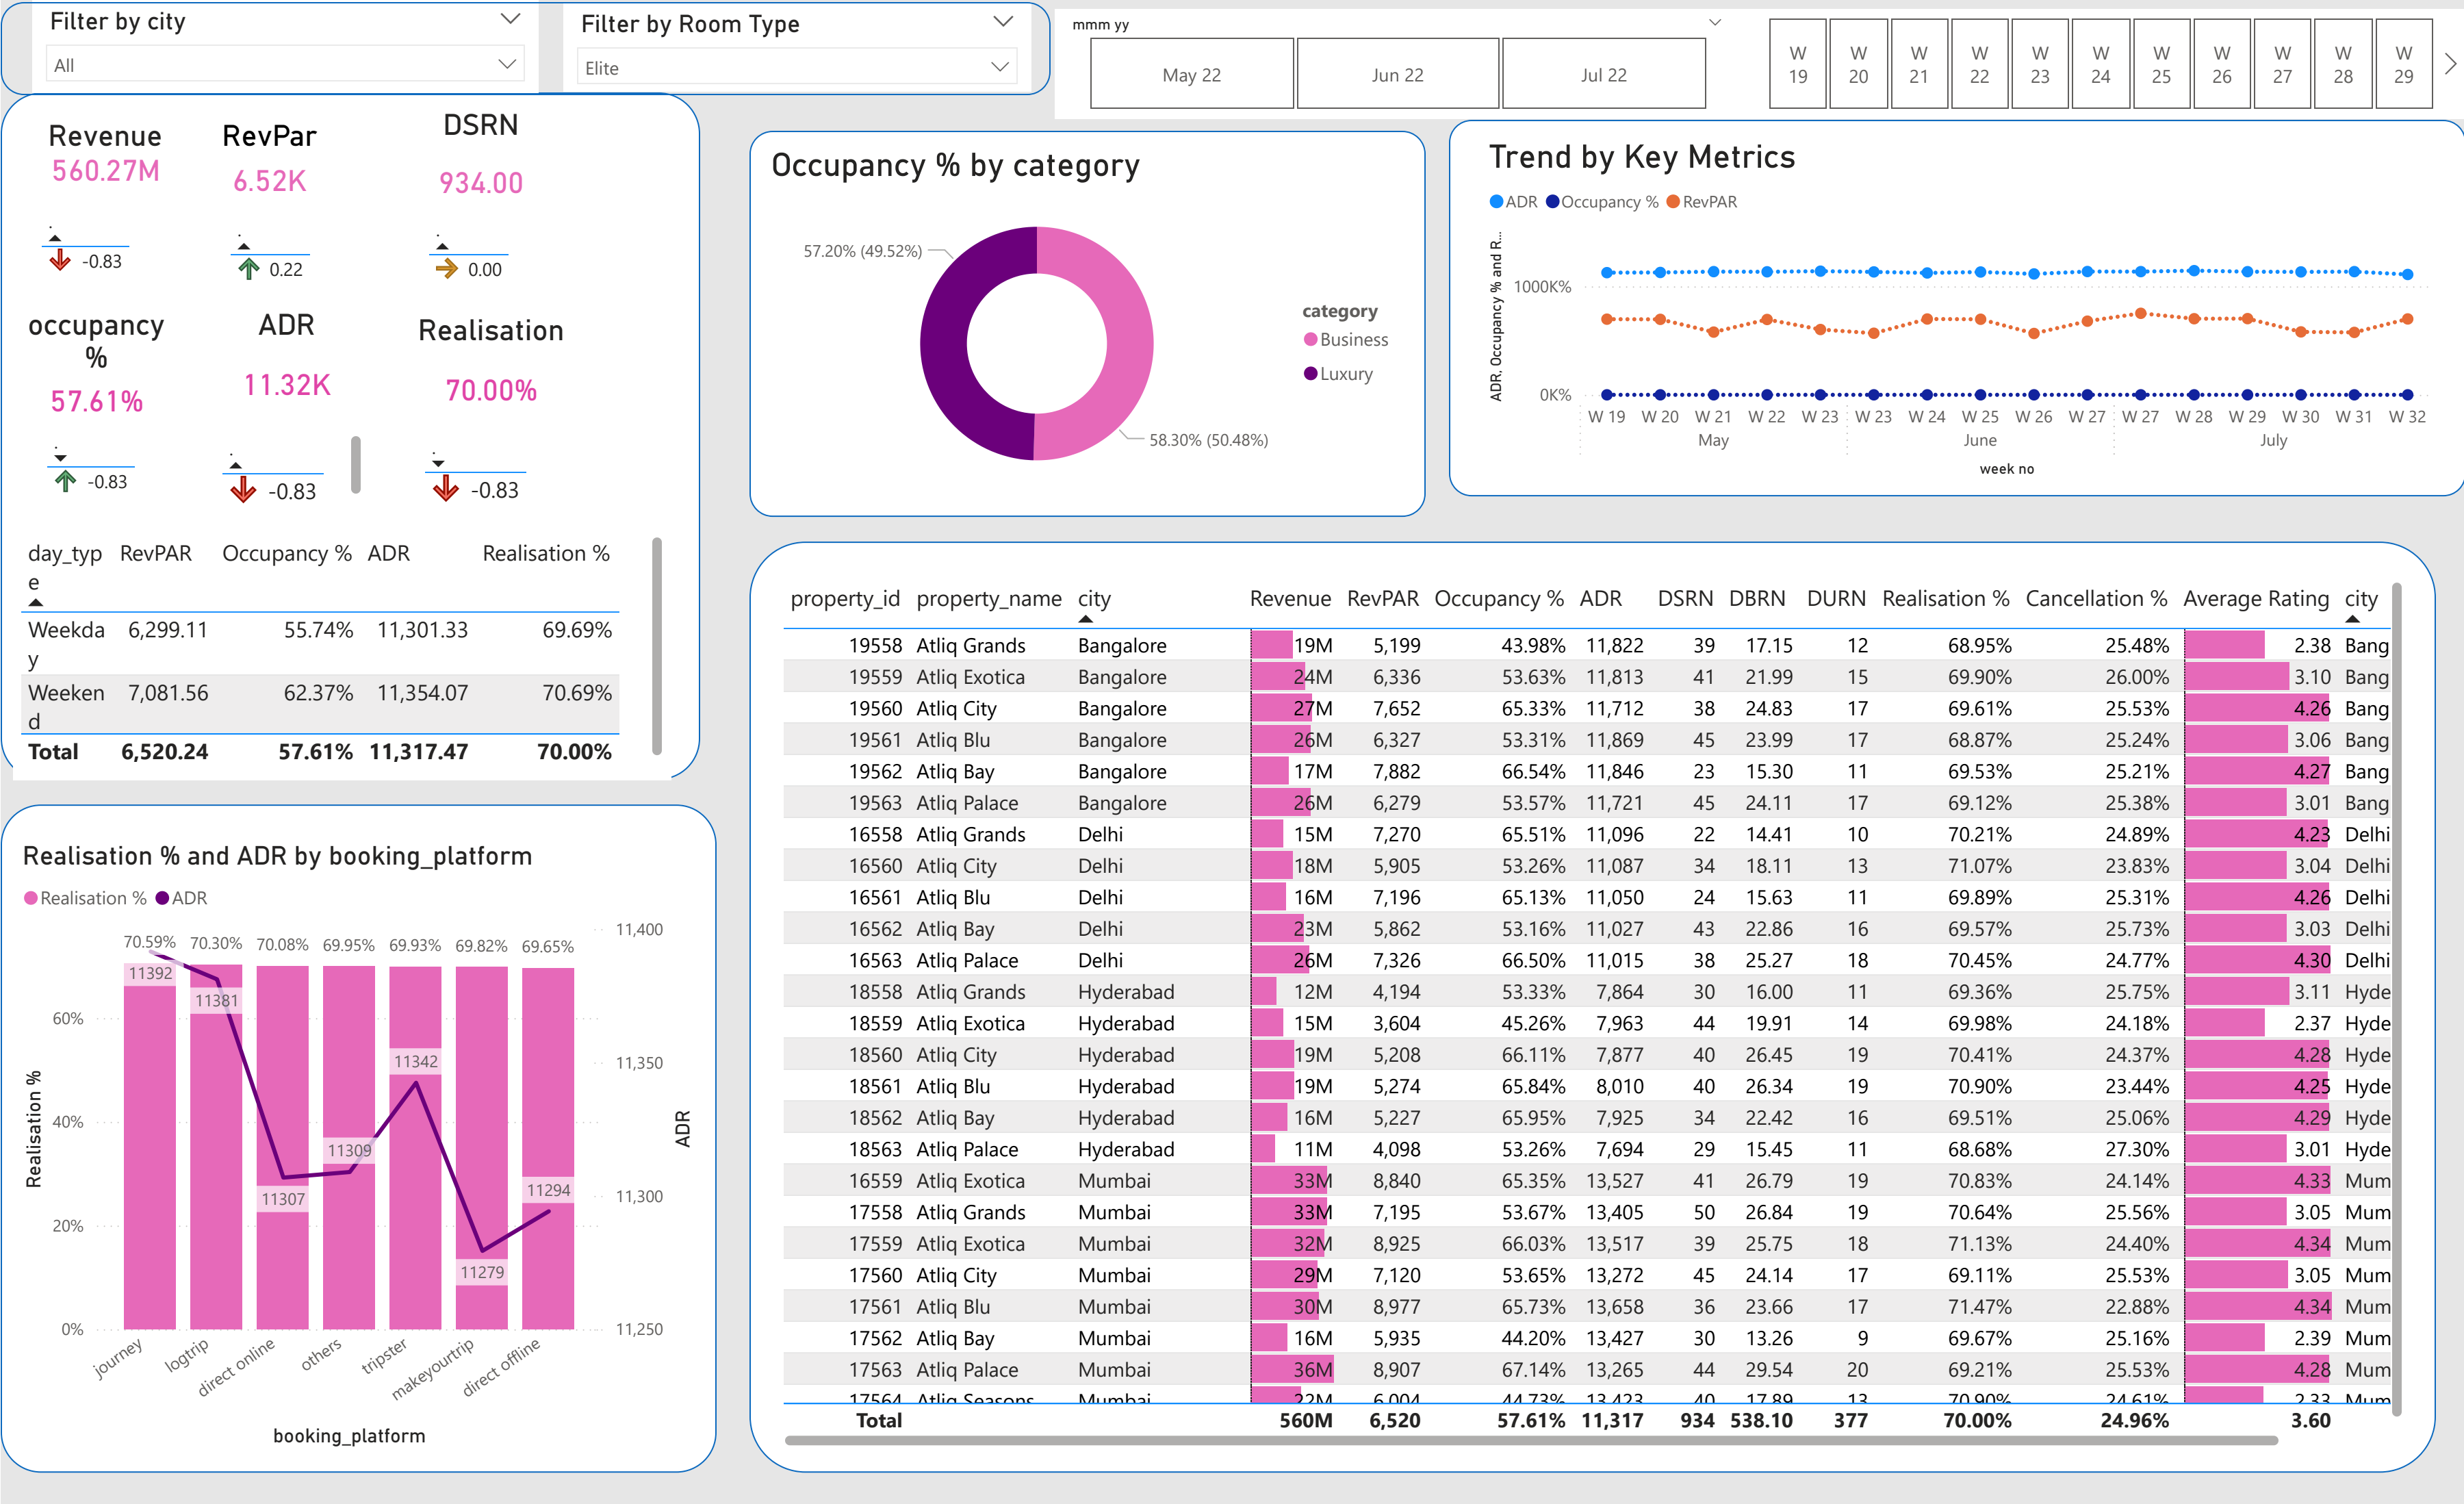 Filter by city
All
Filter by Room Type
Elite
mmm yy
May 22
Jun 22
Jul 22
W 19
W 20
W 21
W 22
W 23
W 24
W 25
W 26
W 27
W 28
W 29
Revenue
560.27M
-0.83
RevPar
6.52K
0.22
DSRN
934.00
0.00
occupancy
%
57.61%
-0.83
ADR
11.32K
-0.83
Realisation
70.00%
-0.83
day_typ
e
RevPAR Occupancy % ADR Realisation %
Weekda
y
6,299.11 55.74% 11,301.33 69.69%
Weeken
d
7,081.56 62.37% 11,354.07 70.69%
Total 6,520.24 57.61% 11,317.47 70.00%
Occupancy % by category
57.20% (49.52%)
58.30% (50.48%)
category
Business
Luxury
Trend by Key Metrics
ADR Occupancy % RevPAR
ADR, Occupancy % and R...
1000K%
0K%
W 19 W 20 W 21 W 22 W 23 W 23 W 24 W 25 W 26 W 27 W 27 W 28 W 29 W 30 W 31 W 32
May June July
week no
Realisation % and ADR by booking_platform
Realisation % ADR
70.59% 70.30% 70.08% 69.95% 69.93% 69.82% 69.65%
11392
11381
11307
11309
11342
11279
11294
Realisation %
60%
40%
20%
0%
ADR
11,400
11,350
11,300
11,250
journey
logtrip
direct online
others
tripster
makeyourtrip
direct offline
booking_platform
property_id property_name city Revenue RevPAR Occupancy % ADR DSRN DBRN DURN Realisation % Cancellation % Average Rating city
19558 Atliq Grands Bangalore 19M 5,199 43.98% 11,822 39 17.15 12 68.95% 25.48% 2.38 Bang
19559 Atliq Exotica Bangalore 24M 6,336 53.63% 11,813 41 21.99 15 69.90% 26.00% 3.10 Bang
19560 Atliq City Bangalore 27M 7,652 65.33% 11,712 38 24.83 17 69.61% 25.53% 4.26 Bang
19561 Atliq Blu Bangalore 26M 6,327 53.31% 11,869 45 23.99 17 68.87% 25.24% 3.06 Bang
19562 Atliq Bay Bangalore 17M 7,882 66.54% 11,846 23 15.30 11 69.53% 25.21% 4.27 Bang
19563 Atliq Palace Bangalore 26M 6,279 53.57% 11,721 45 24.11 17 69.12% 25.38% 3.01 Bang
16558 Atliq Grands Delhi 15M 7,270 65.51% 11,096 22 14.41 10 70.21% 24.89% 4.23 Delhi
16560 Atliq City Delhi 18M 5,905 53.26% 11,087 34 18.11 13 71.07% 23.83% 3.04 Delhi
16561 Atliq Blu Delhi 16M 7,196 65.13% 11,050 24 15.63 11 69.89% 25.31% 4.26 Delhi
16562 Atliq Bay Delhi 23M 5,862 53.16% 11,027 43 22.86 16 69.57% 25.73% 3.03 Delhi
16563 Atliq Palace Delhi 26M 7,326 66.50% 11,015 38 25.27 18 70.45% 24.77% 4.30 Delhi
18558 Atliq Grands Hyderabad 12M 4,194 53.33% 7,864 30 16.00 11 69.36% 25.75% 3.11 Hyde
18559 Atliq Exotica Hyderabad 15M 3,604 45.26% 7,963 44 19.91 14 69.98% 24.18% 2.37 Hyde
18560 Atliq City Hyderabad 19M 5,208 66.11% 7,877 40 26.45 19 70.41% 24.37% 4.28 Hyde
18561 Atliq Blu Hyderabad 19M 5,274 65.84% 8,010 40 26.34 19 70.90% 23.44% 4.25 Hyde
18562 Atliq Bay Hyderabad 16M 5,227 65.95% 7,925 34 22.42 16 69.51% 25.06% 4.29 Hyde
18563 Atliq Palace Hyderabad 11M 4,098 53.26% 7,694 29 15.45 11 68.68% 27.30% 3.01 Hyde
16559 Atliq Exotica Mumbai 33M 8,840 65.35% 13,527 41 26.79 19 70.83% 24.14% 4.33 Mum
17558 Atliq Grands Mumbai 33M 7,195 53.67% 13,405 50 26.84 19 70.64% 25.56% 3.05 Mum
17559 Atliq Exotica Mumbai 32M 8,925 66.03% 13,517 39 25.75 18 71.13% 24.40% 4.34 Mum
17560 Atliq City Mumbai 29M 7,120 53.65% 13,272 45 24.14 17 69.11% 25.53% 3.05 Mum
17561 Atliq Blu Mumbai 30M 8,977 65.73% 13,658 36 23.66 17 71.47% 22.88% 4.34 Mum
17562 Atliq Bay Mumbai 16M 5,935 44.20% 13,427 30 13.26 9 69.67% 25.16% 2.39 Mum
17563 Atliq Palace Mumbai 36M 8,907 67.14% 13,265 44 29.54 20 69.21% 25.53% 4.28 Mum
17564 Atliq Seasons Mumbai 22M 6,004 44.73% 13,423 40 17.89 13 70.90% 24.61% 2.33 Mum
Total 560M 6,520 57.61% 11,317 934 538.10 377 70.00% 24.96% 3.60